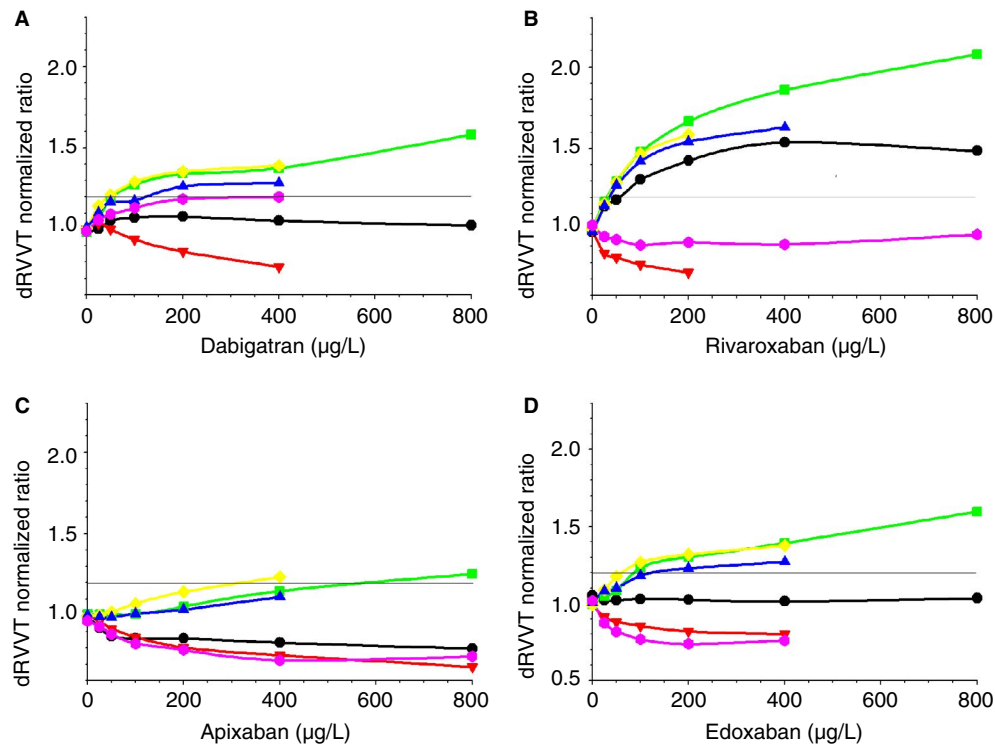 A
dRVVT normalized ratio
2.0
1.5
1.0
0 200 400 600 800
Dabigatran (µg/L)
B
dRVVT normalized ratio
2.0
1.5
1.0
0 200 400 600 800
Rivaroxaban (µg/L)
C
dRVVT normalized ratio
2.0
1.5
1.0
0 200 400 600 800
Apixaban (µg/L)
D
dRVVT normalized ratio
2.0
1.5
1.0
0.5
0 200 400 600 800
Edoxaban (µg/L)